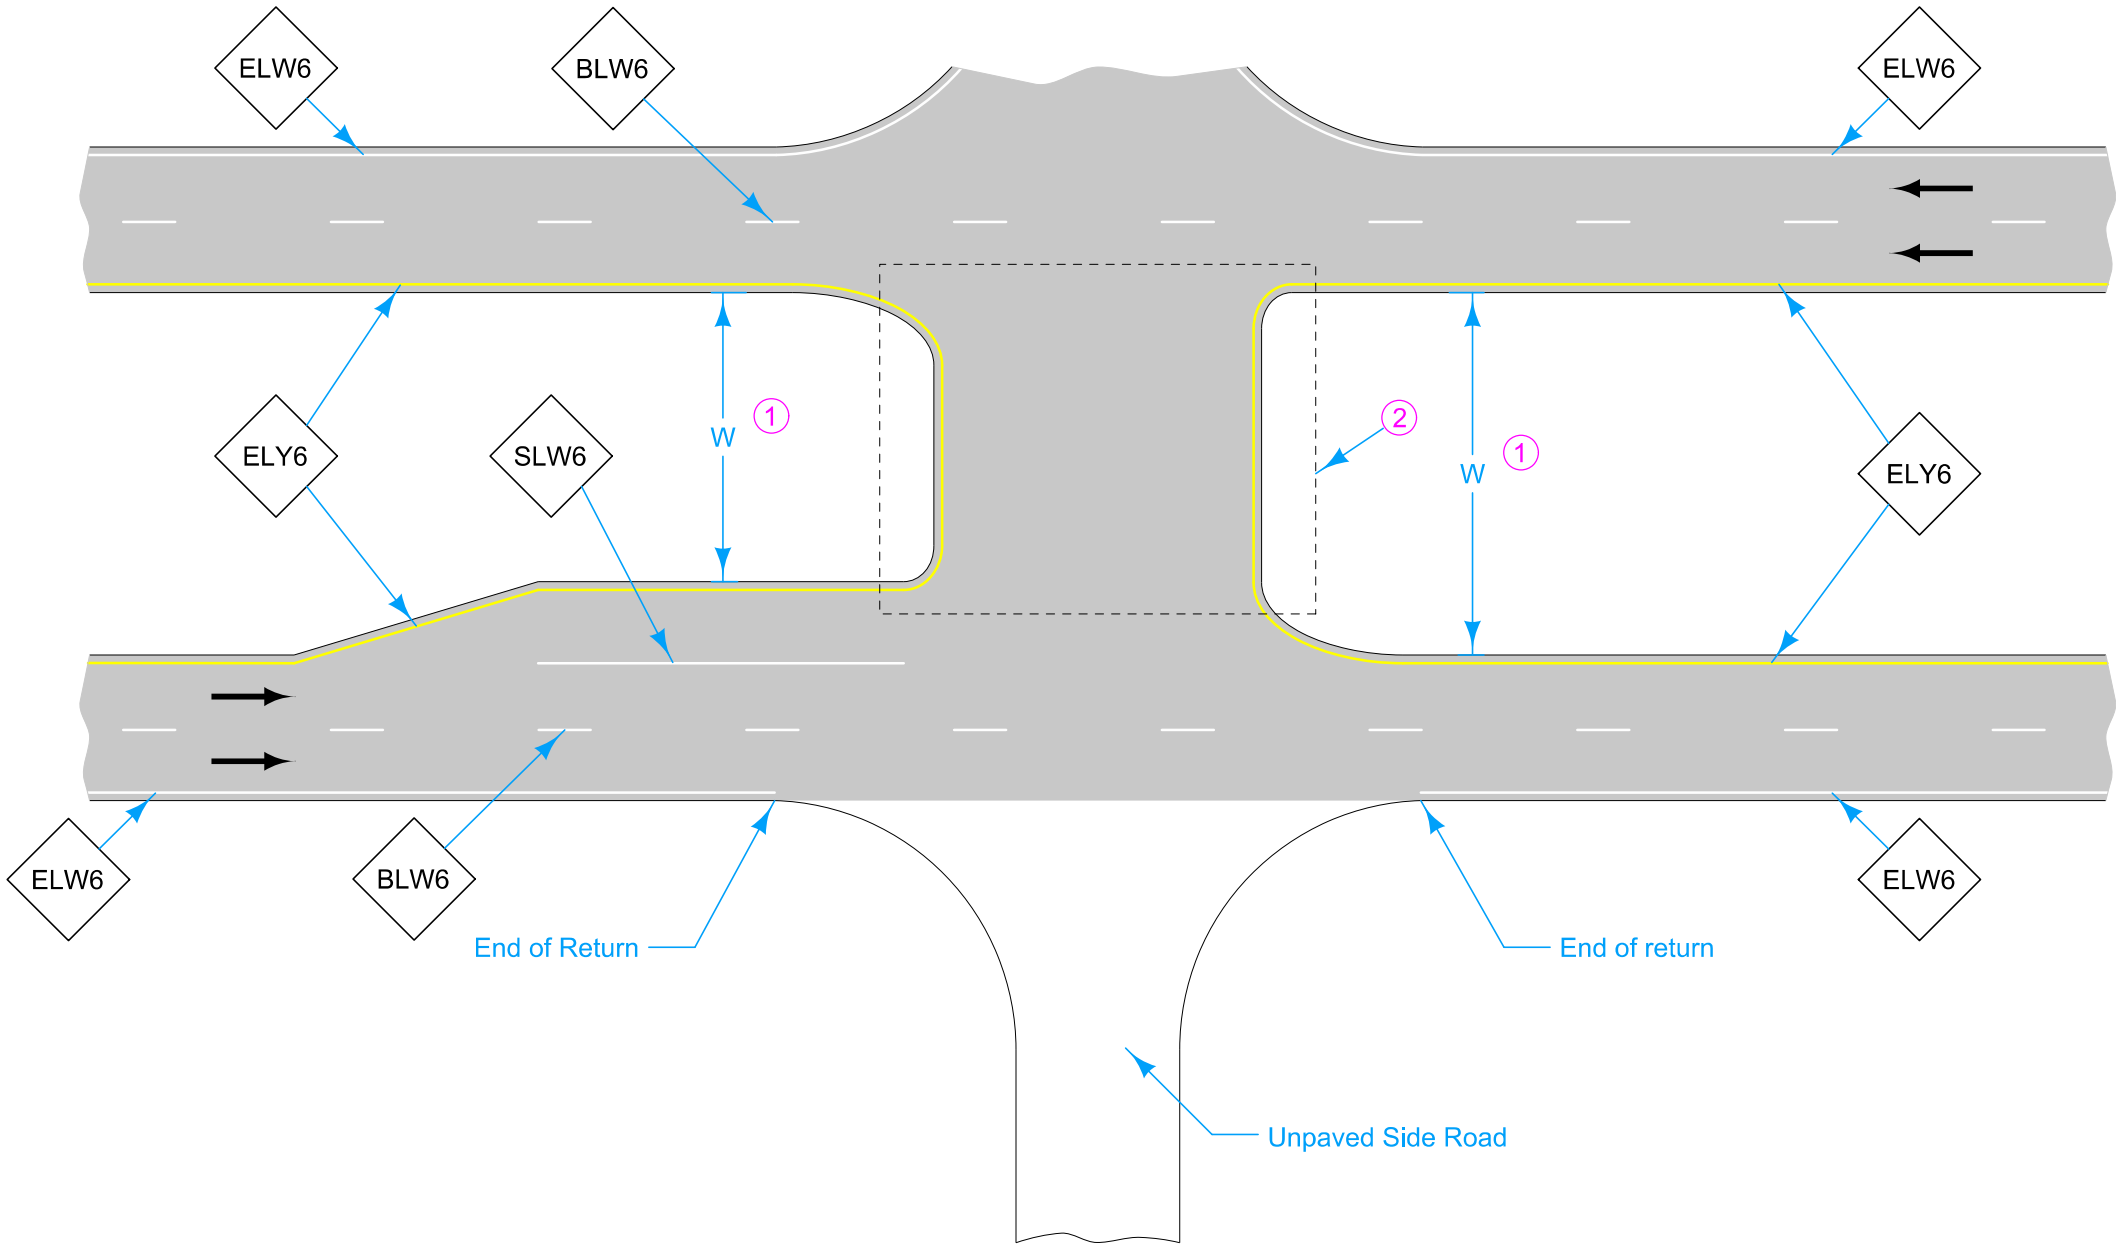 ELW6
BLW6
ELW6
1
W
2
1
W
ELY6
SLW6
ELY6
ELW6
BLW6
ELW6
End of Return
End of return
Unpaved Side Road